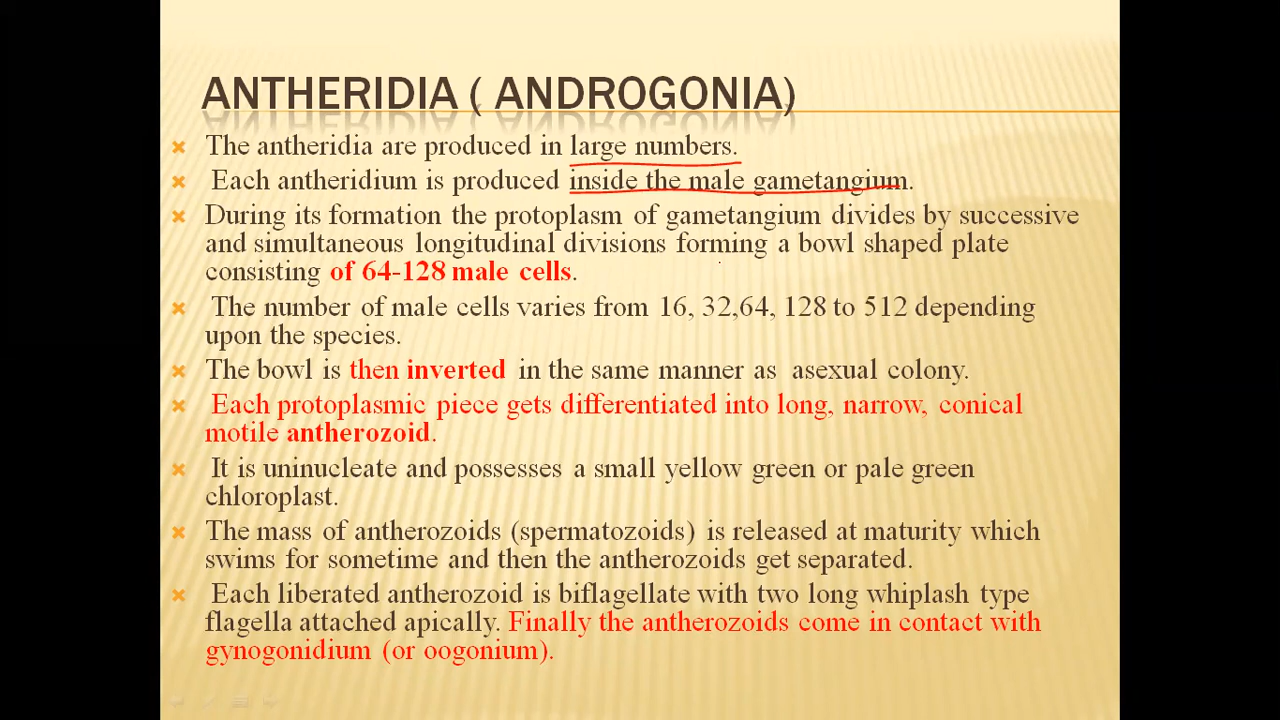 ANTHERIDIA ( ANDROGONIA)
The antheridia are produced in large numbers.
Each antheridium is produced inside the male gametangium.
During its formation the protoplasm of gametangium divides by successive
and simultaneous longitudinal divisions forming a bowl shaped plate
consisting of 64-128 male cells.
The number of male cells varies from 16, 32,64, 128 to 512 depending
upon the species.
The bowl is then inverted in the same manner as asexual colony.
Each protoplasmic piece gets differentiated into long, narrow, conical
motile antherozoid.
It is uninucleate and possesses a small yellow green or pale green
chloroplast.
The mass of antherozoids (spermatozoids) is released at maturity which
swims for sometime and then the antherozoids get separated.
Each liberated antherozoid is biflagellate with two long whiplash type
flagella attached apically. Finally the antherozoids come in contact with
gynogonidium (or oogonium).